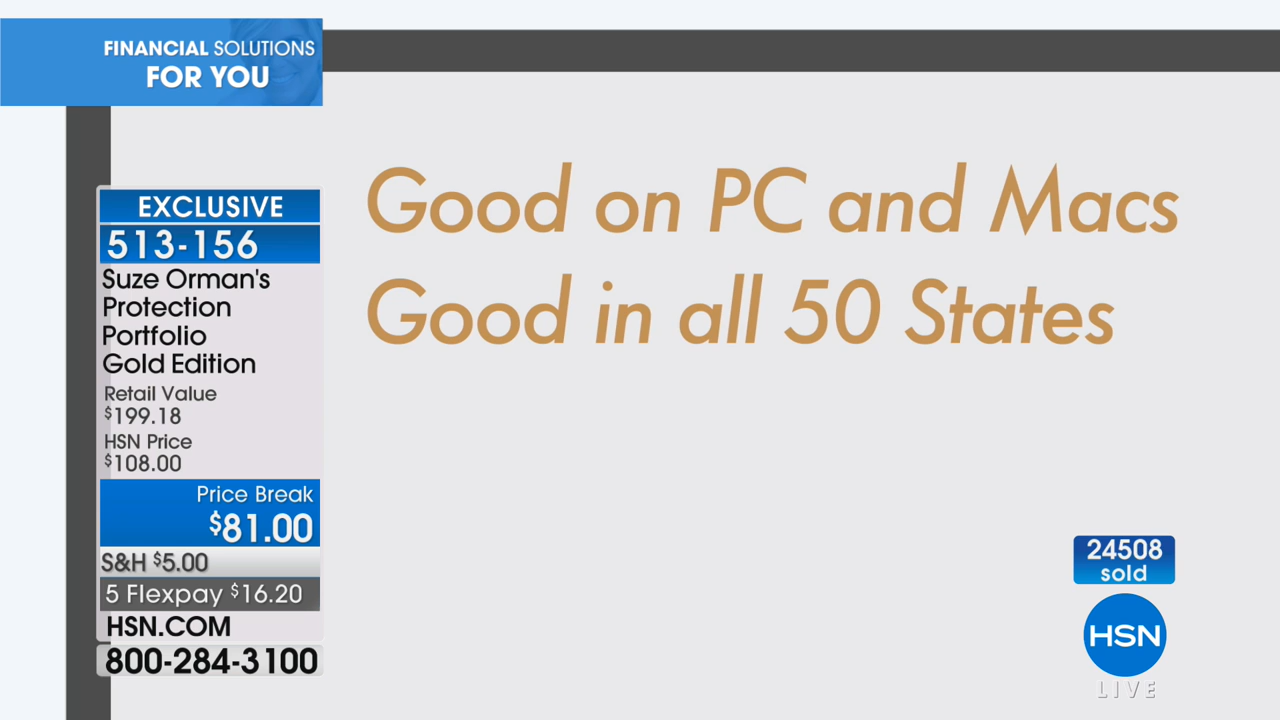 FINANCIAL SOLUTIONS
FOR YOU
Good on PC and Macs
Good in all 50 States
EXCLUSIVE
513-156
Suze Orman's
Protection
Portfolio
Gold Edition
Retail Value
$199.18
HSN Price
$108.00
Price Break
$81.00
S&H $5.00
5 Flexpay $16.20
HSN.COM
800-284-3100
24508
sold
HSN
LIVE